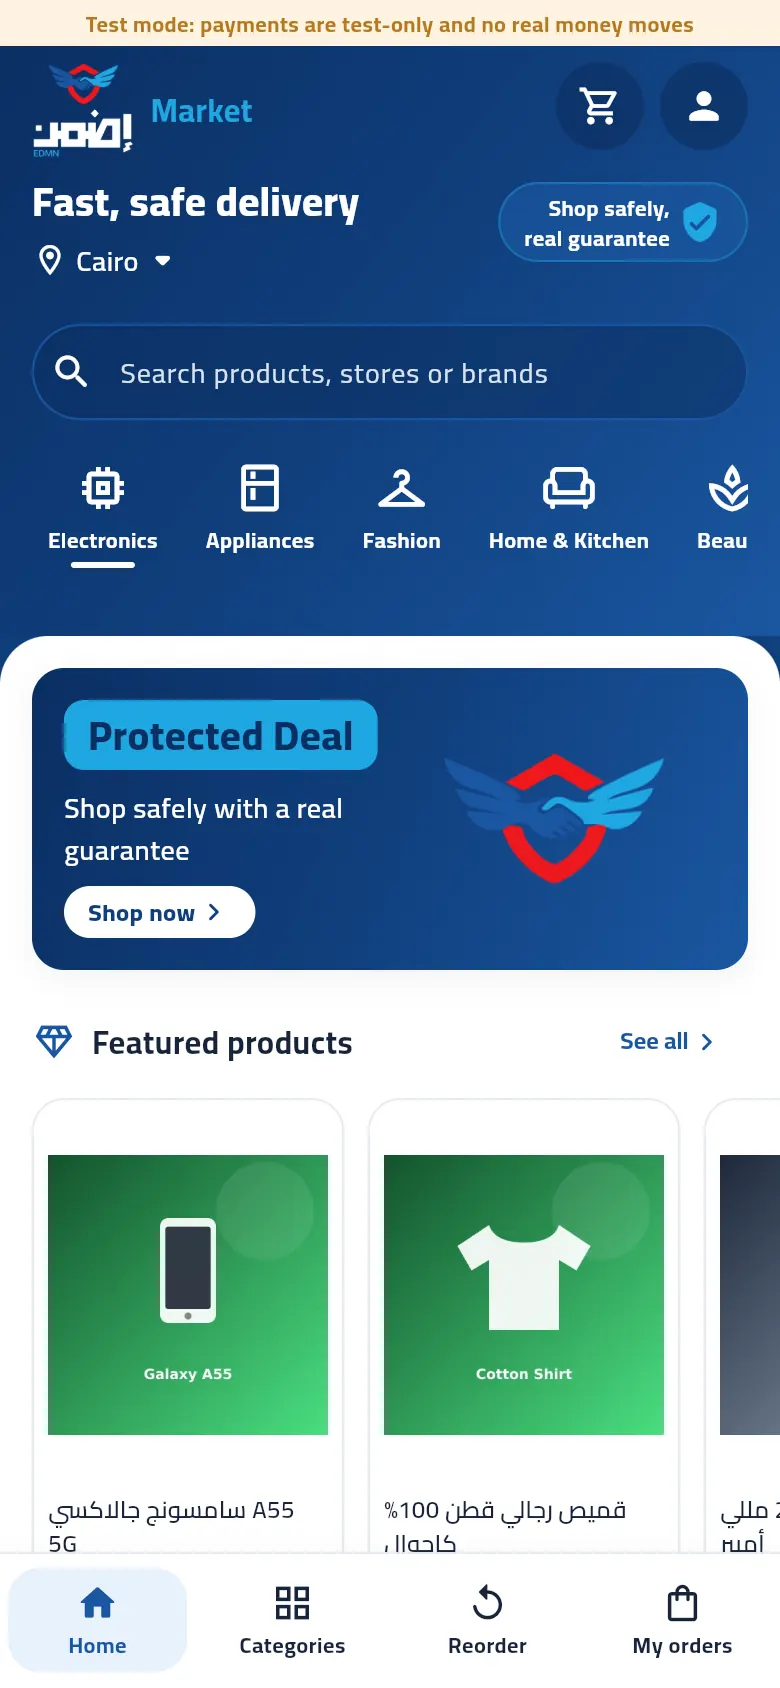 Test mode: payments are test-only and no real money moves
إضمن
EDMN
Market
Fast, safe delivery
Shop safely,
real guarantee
Cairo
Search products, stores or brands
Electronics
Appliances
Fashion
Home & Kitchen
Beau
Protected Deal
Shop safely with a real
guarantee
Shop now
Featured products
See all
Galaxy A55
Cotton Shirt
سامسونج جالاكسي A55
5G
قميص رجالي قطن 100%
كاجوال
مللي 2
أمبير
Home
Categories
Reorder
My orders